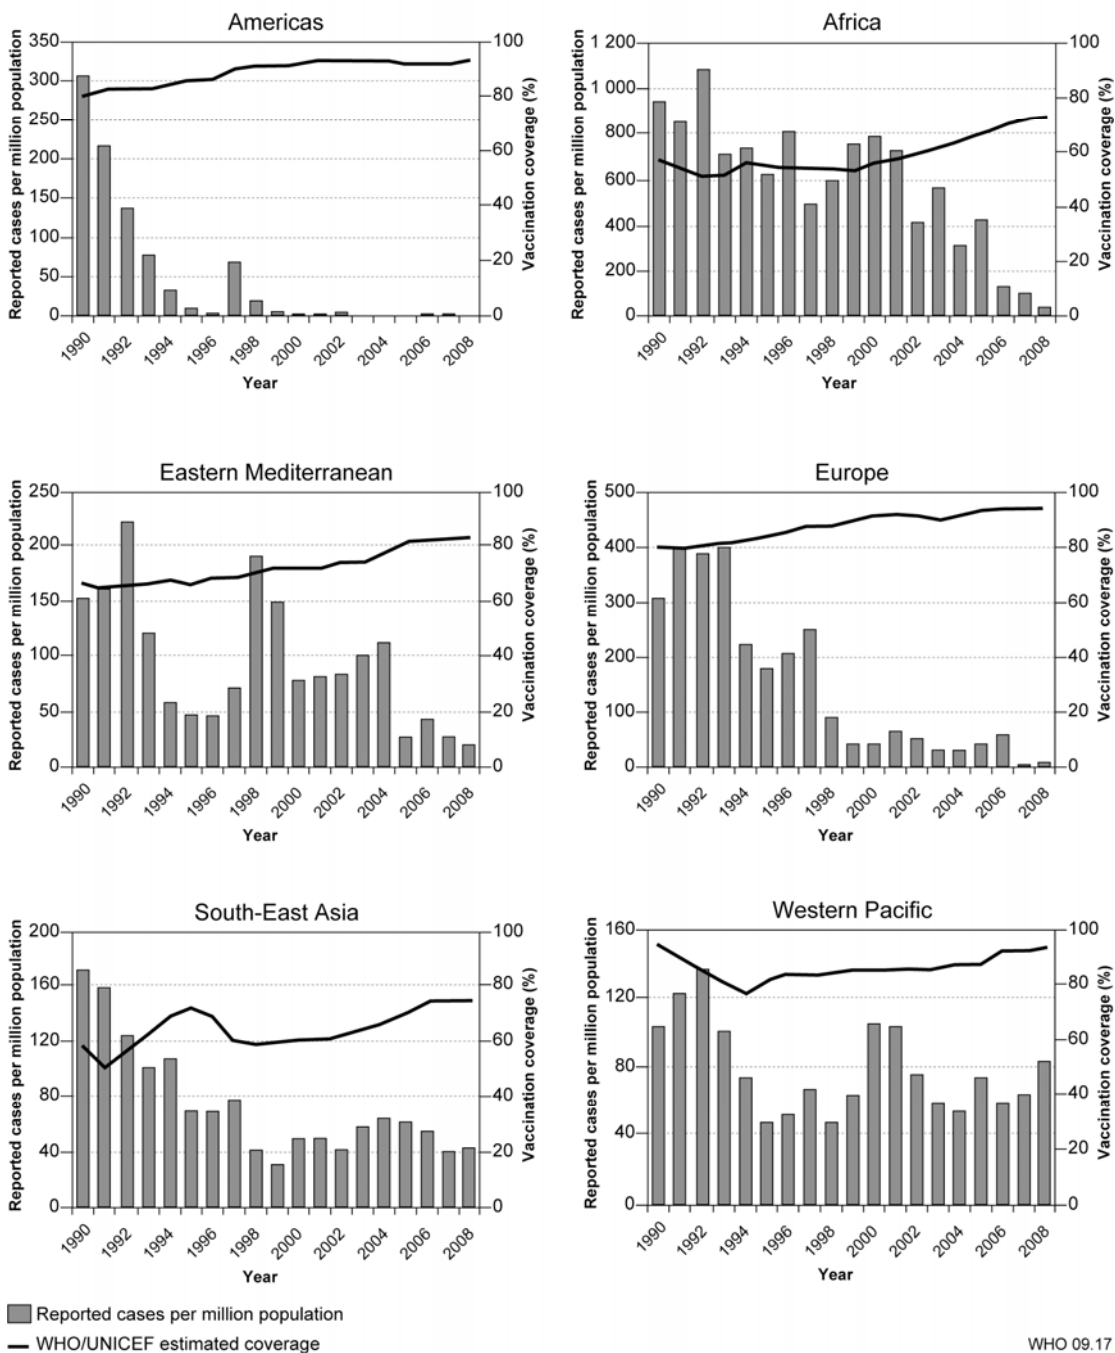 Americas
Reported cases per million population
350
300
250
200
150
100
50
0
100
80
60
40
20
0
Vaccination coverage (%)
1990 1992 1994 1996 1998 2000 2002 2004 2006 2008
Year
Africa
Reported cases per million population
1200
1 000
800
600
400
200
0
100
80
60
40
20
0
Vaccination coverage (%)
1990 1992 1994 1996 1998 2000 2002 2004 2006 2008
Year
Eastern Mediterranean
Reported cases per million population
250
200
150
100
50
0
100
80
60
40
20
0
Vaccination coverage (%)
1990 1992 1994 1996 1998 2000 2002 2004 2006 2008
Year
Europe
Reported cases per million population
500
400
300
200
100
0
100
80
60
40
20
0
Vaccination coverage (%)
1990 1992 1994 1996 1998 2000 2002 2004 2006 2008
Year
South-East Asia
Reported cases per million population
200
160
120
80
40
0
100
80
60
40
20
0
Vaccination coverage (%)
1990 1992 1994 1996 1998 2000 2002 2004 2006 2008
Year
Western Pacific
Reported cases per million population
160
120
80
40
0
100
80
60
40
20
0
Vaccination coverage (%)
1990 1992 1994 1996 1998 2000 2002 2004 2006 2008
Year
Reported cases per million population
WHO/UNICEF estimated coverage
WHO 09.17